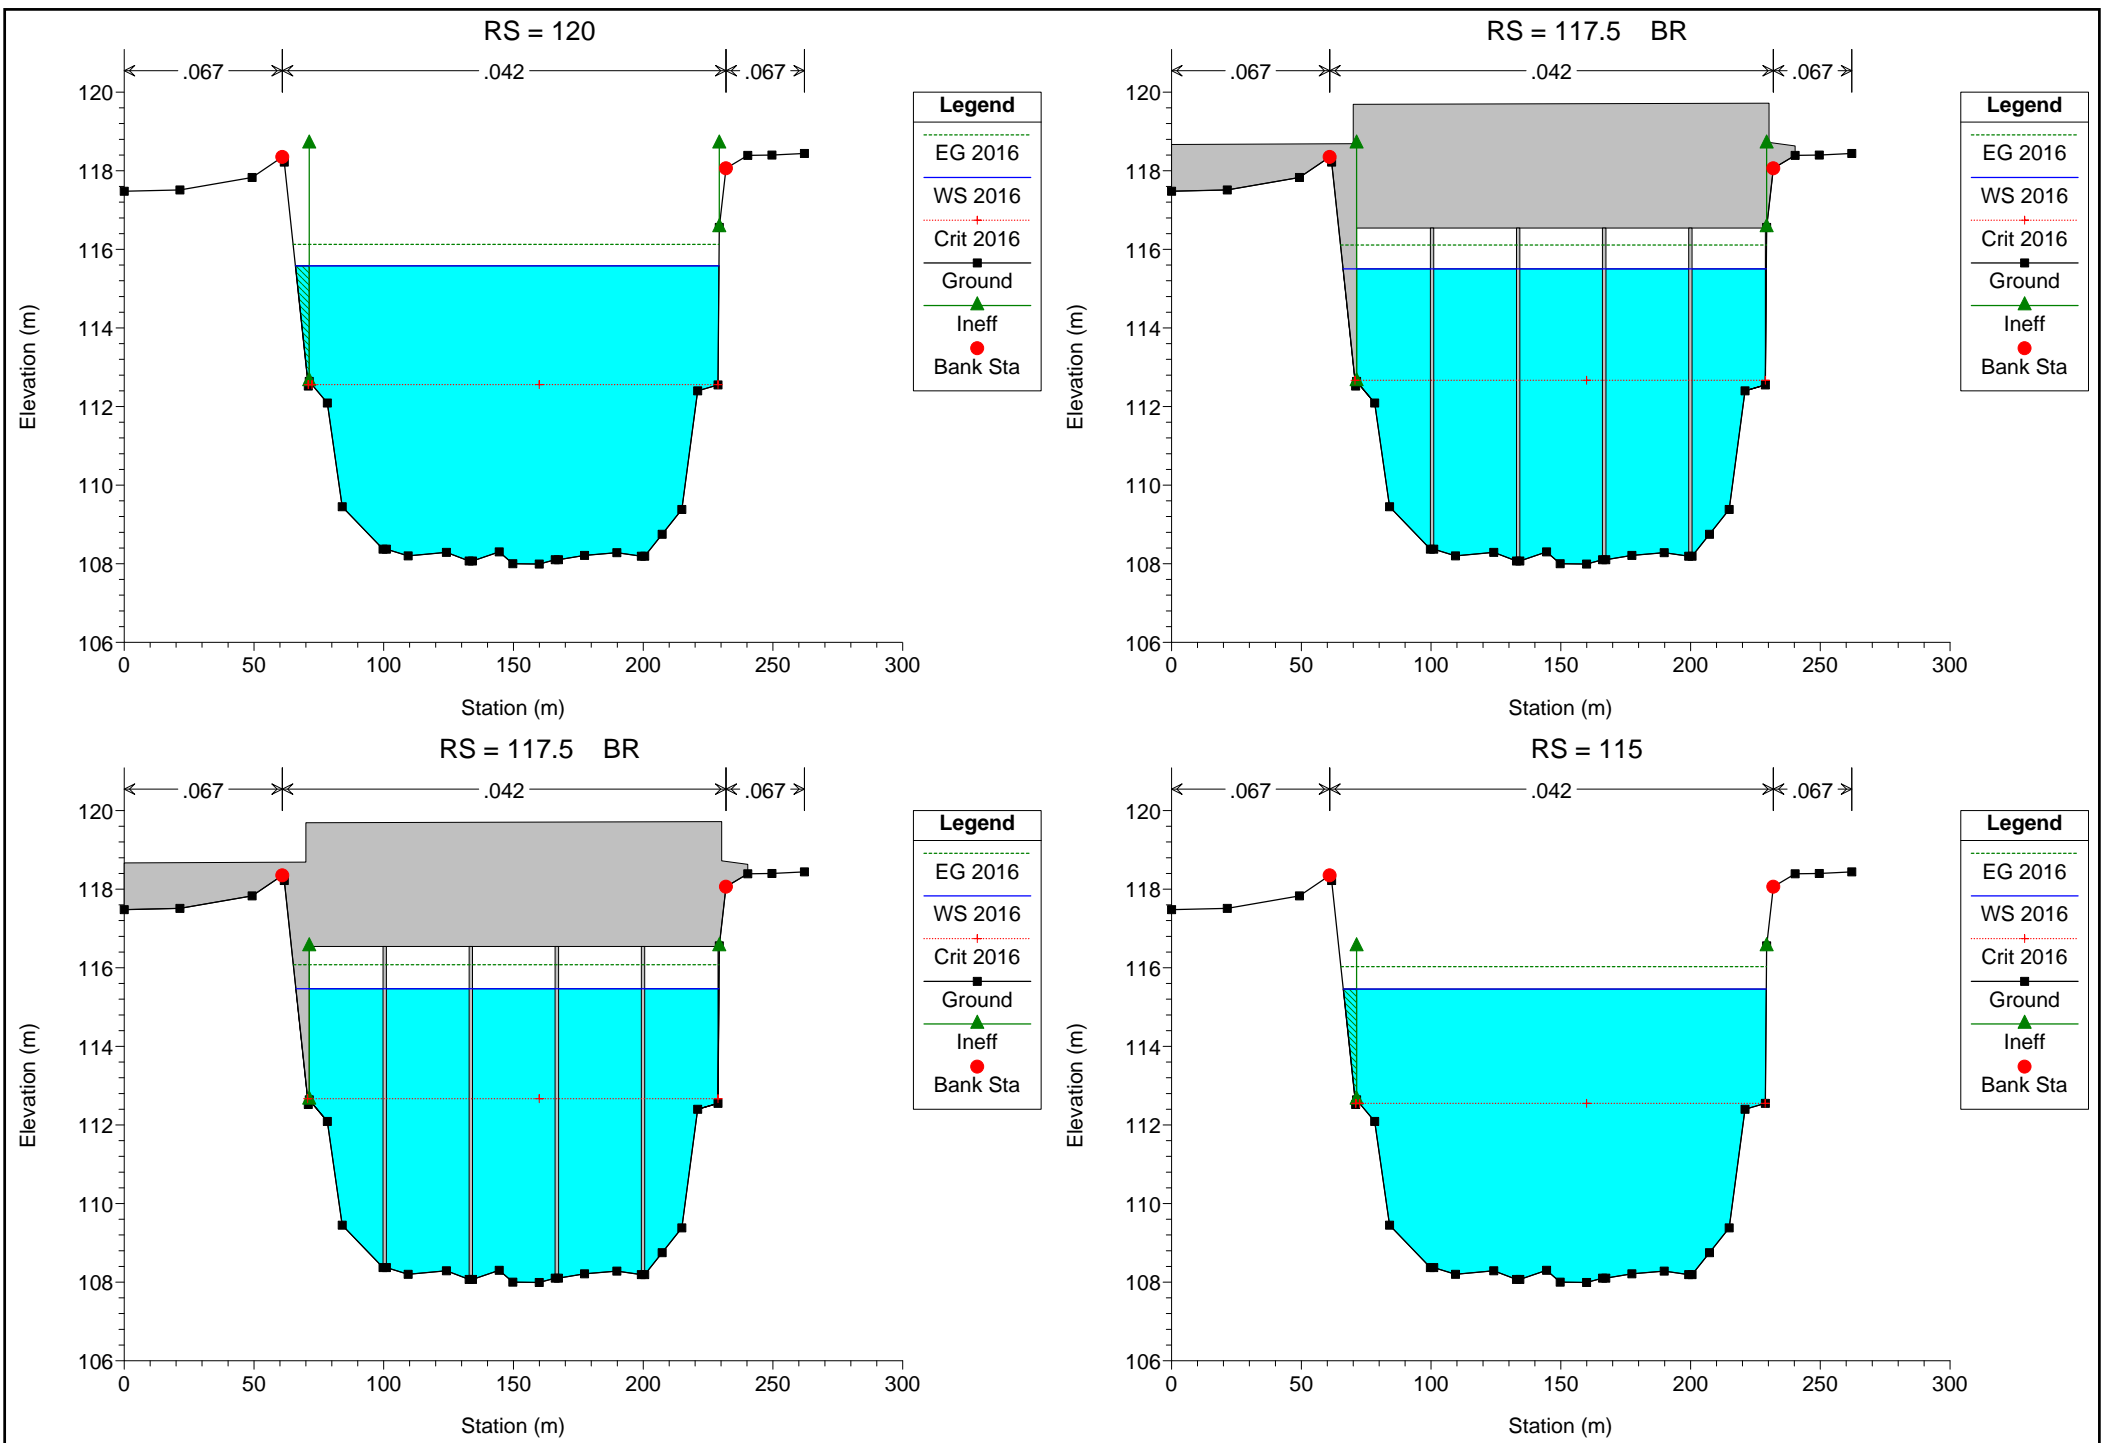 RS = 120
.067
.042
.067
120
118
116
114
112
110
108
106
0
50
100
150
200
250
300
Elevation (m)
Station (m)
Legend
EG 2016
WS 2016
Crit 2016
Ground
Ineff
Bank Sta
RS = 117.5 BR
.067
.042
.067
120
118
116
114
112
110
108
106
0
50
100
150
200
250
300
Elevation (m)
Station (m)
Legend
EG 2016
WS 2016
Crit 2016
Ground
Ineff
Bank Sta
RS = 117.5 BR
.067
.042
.067
120
118
116
114
112
110
108
106
0
50
100
150
200
250
300
Elevation (m)
Station (m)
Legend
EG 2016
WS 2016
Crit 2016
Ground
Ineff
Bank Sta
RS = 115
.067
.042
.067
120
118
116
114
112
110
108
106
0
50
100
150
200
250
300
Elevation (m)
Station (m)
Legend
EG 2016
WS 2016
Crit 2016
Ground
Ineff
Bank Sta